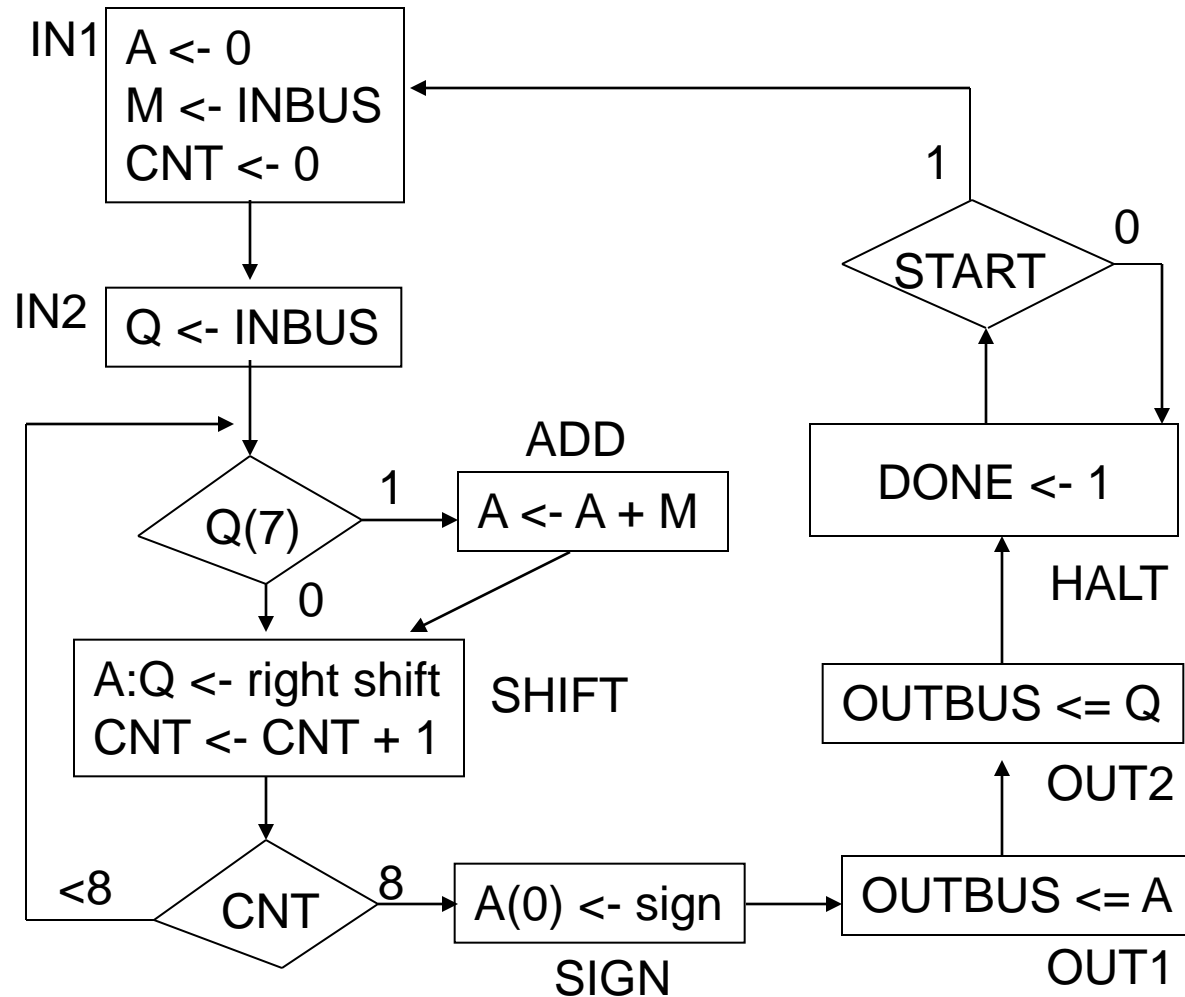 IN1
A <- 0
M <- INBUS
CNT <- 0
1
0
START
IN2
Q <- INBUS
ADD
1
A <- A + M
Q(7)
0
DONE <- 1
HALT
A:Q <- right shift
CNT <- CNT + 1
SHIFT
OUTBUS <= Q
OUT2
<8
CNT
8
A(0) <- sign
SIGN
OUTBUS <= A
OUT1